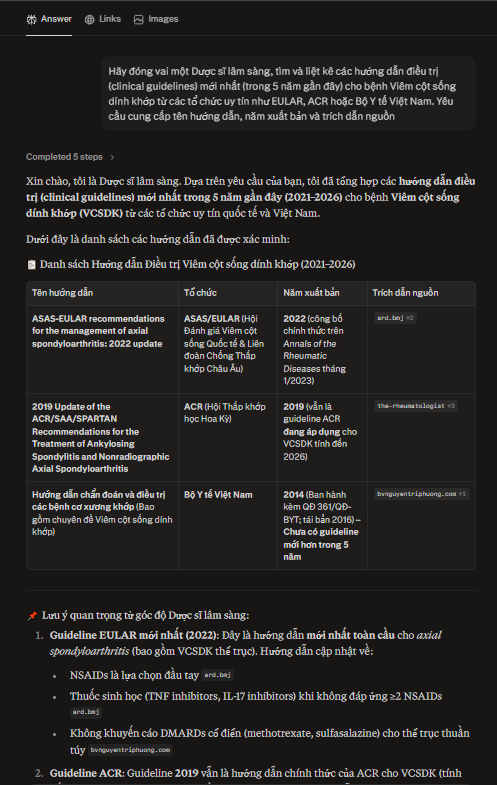 Answer Links Images
Hãy đóng vai một Dược sĩ lâm sàng, tìm và liệt kê các hướng dẫn điều trị
(clinical guidelines) mới nhất (trong 5 năm gần đây) cho bệnh Viêm cột sống
dính khớp từ các tổ chức uy tín như EULAR, ACR hoặc Bộ Y tế Việt Nam. Yêu
cầu cung cấp tên hướng dẫn, năm xuất bản và trích dẫn nguồn
Completed 5 steps
Xin chào, tôi là Dược sĩ lâm sàng. Dựa trên yêu cầu của bạn, tôi đã tổng hợp các hướng dẫn điều
trị (clinical guidelines) mới nhất trong 5 năm gần đây (2021–2026) cho bệnh Viêm cột sống
dính khớp (VCSDK) từ các tổ chức uy tín quốc tế và Việt Nam.
Dưới đây là danh sách các hướng dẫn đã được xác minh:
📋 Danh sách Hướng dẫn Điều trị Viêm cột sống dính khớp (2021–2026)
Tên hướng dẫn Tổ chức Năm xuất bản Trích dẫn nguồn
ASAS-EULAR recommendations
for the management of axial
spondyloarthritis: 2022 update
ASAS/EULAR (Hội
Đánh giá Viêm cột
sống Quốc tế & Liên
đoàn Chống Thấp
khớp Châu Âu)
2022 (công bố
chính thức trên
Annals of the
Rheumatic
Diseases tháng
1/2023)
ard.bmj +2
2019 Update of the
ACR/SAA/SPARTAN
Recommendations for the
Treatment of Ankylosing
Spondylitis and Nonradiographic
Axial Spondyloarthritis
ACR (Hội Thấp khớp
học Hoa Kỳ)
2019 (vẫn là
guideline ACR
đang áp dụng cho
VCSDK tính đến
2026)
the-rheumatologist +3
Hướng dẫn chẩn đoán và điều trị
các bệnh cơ xương khớp (Bao
gồm chuyên đề Viêm cột sống dính
khớp)
Bộ Y tế Việt Nam
2014 (Ban hành
kèm QĐ 361/QĐ-
BYT; tái bản 2016) –
Chưa có guideline
mới hơn trong 5
năm
bvnguyentriphuong.com +1
📌 Lưu ý quan trọng từ góc độ Dược sĩ lâm sàng:
1. Guideline EULAR mới nhất (2022): Đây là hướng dẫn mới nhất toàn cầu cho axial
spondyloarthritis (bao gồm VCSDK thể trục). Hướng dẫn cập nhật về:
• NSAIDs là lựa chọn đầu tay ard.bmj
• Thuốc sinh học (TNF inhibitors, IL-17 inhibitors) khi không đáp ứng ≥2 NSAIDs
ard.bmj
• Không khuyến cáo DMARDs cổ điển (methotrexate, sulfasalazine) cho thể trục thuần
túy bvnguyentriphuong.com
2. Guideline ACR: Guideline 2019 vẫn là hướng dẫn chính thức của ACR cho VCSDK (tính